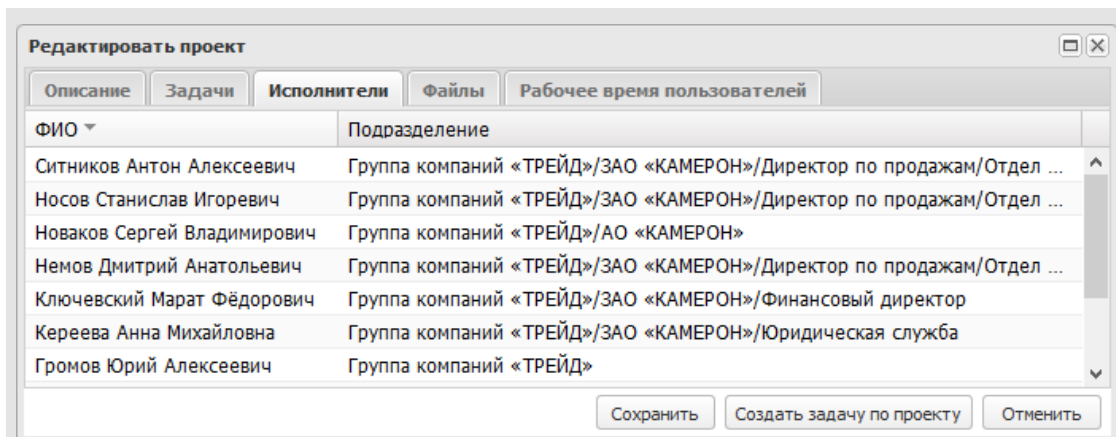 Редактировать проект
Описание Задачи Исполнители Файлы Рабочее время пользователей
ФИО Подразделение
Ситников Антон Алексеевич Группа компаний «ТРЕЙД»/ЗАО «КАМЕРОН»/Директор по продажам/Отдел ...
Носов Станислав Игоревич Группа компаний «ТРЕЙД»/ЗАО «КАМЕРОН»/Директор по продажам/Отдел ...
Новаков Сергей Владимирович Группа компаний «ТРЕЙД»/АО «КАМЕРОН»
Немов Дмитрий Анатольевич Группа компаний «ТРЕЙД»/ЗАО «КАМЕРОН»/Директор по продажам/Отдел ...
Ключевский Марат Фёдорович Группа компаний «ТРЕЙД»/ЗАО «КАМЕРОН»/Финансовый директор
Кереева Анна Михайловна Группа компаний «ТРЕЙД»/ЗАО «КАМЕРОН»/Юридическая служба
Громов Юрий Алексеевич Группа компаний «ТРЕЙД»
Сохранить Создать задачу по проекту Отменить